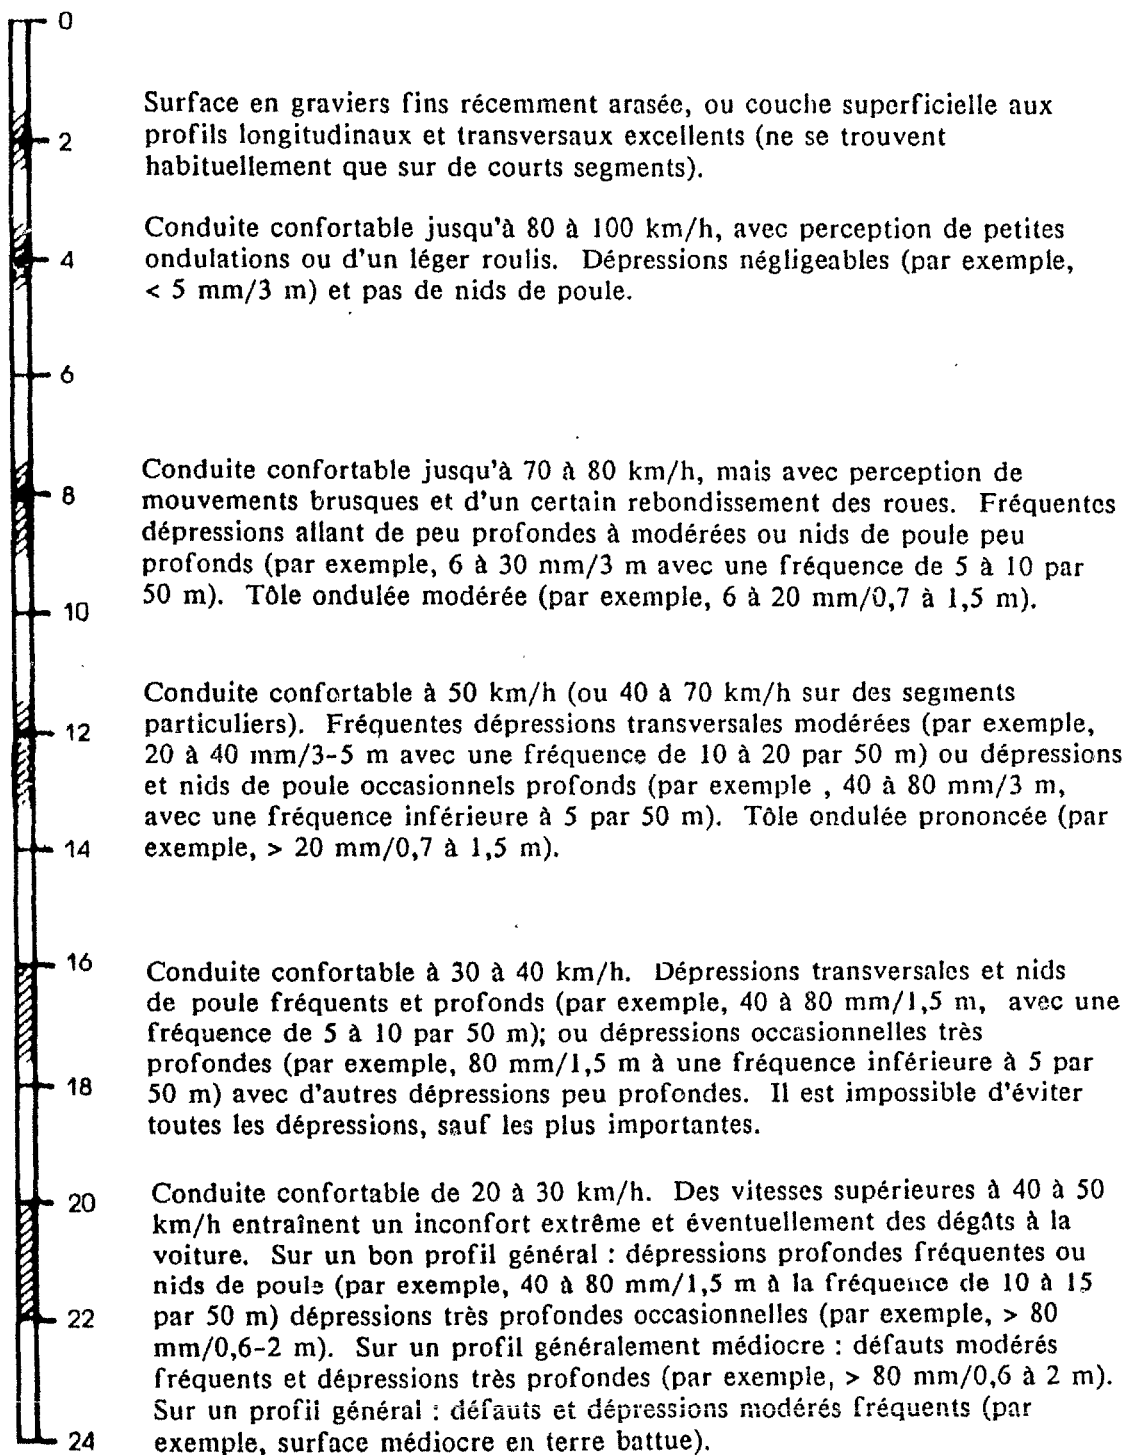 0
Surface en graviers fins récemment arasée, ou couche superficielle aux
2
profils longitudinaux et transversaux excellents (ne se trouvent
habituellement que sur de courts segments).
Conduite confortable jusqu'à 80 à 100 km/h, avec perception de petites
4
ondulations ou d'un léger roulis. Dépressions négligeables (par exemple,
< 5 mm/3 m) et pas de nids de poule.
6
Conduite confortable jusqu'à 70 à 80 km/h, mais avec perception de
8
mouvements brusques et d'un certain rebondissement des roues. Fréquentes
dépressions allant de peu profondes à modérées ou nids de poule peu
profonds (par exemple, 6 à 30 mm/3 m avec une fréquence de 5 à 10 par
10
50 m). Tôle ondulée modérée (par exemple, 6 à 20 mm/0,7 à 1,5 m).
Conduite confortable à 50 km/h (ou 40 à 70 km/h sur des segments
12
particuliers). Fréquentes dépressions transversales modérées (par exemple,
20 à 40 mm/3-5 m avec une fréquence de 10 à 20 par 50 m) ou dépressions
et nids de poule occasionnels profonds (par exemple , 40 à 80 mm/3 m,
avec une fréquence inférieure à 5 par 50 m). Tôle ondulée prononcée (par
14
exemple, > 20 mm/0,7 à 1,5 m).
16
Conduite confortable à 30 à 40 km/h. Dépressions transversales et nids
de poule fréquents et profonds (par exemple, 40 à 80 mm/1,5 m, avec une
fréquence de 5 à 10 par 50 m); ou dépressions occasionnelles très
profondes (par exemple, 80 mm/1,5 m à une fréquence inférieure à 5 par
18
50 m) avec d'autres dépressions peu profondes. Il est impossible d'éviter
toutes les dépressions, sauf les plus importantes.
20
Conduite confortable de 20 à 30 km/h. Des vitesses supérieures à 40 à 50
km/h entraînent un inconfort extrême et éventuellement des dégâts à la
voiture. Sur un bon profil général : dépressions profondes fréquentes ou
nids de poule (par exemple, 40 à 80 mm/1,5 m à la fréquence de 10 à 15
22
par 50 m) dépressions très profondes occasionnelles (par exemple, > 80
mm/0,6-2 m). Sur un profil généralement médiocre : défauts modérés
fréquents et dépressions très profondes (par exemple, > 80 mm/0,6 à 2 m).
Sur un profil général : défauts et dépressions modérés fréquents (par
24
exemple, surface médiocre en terre battue).